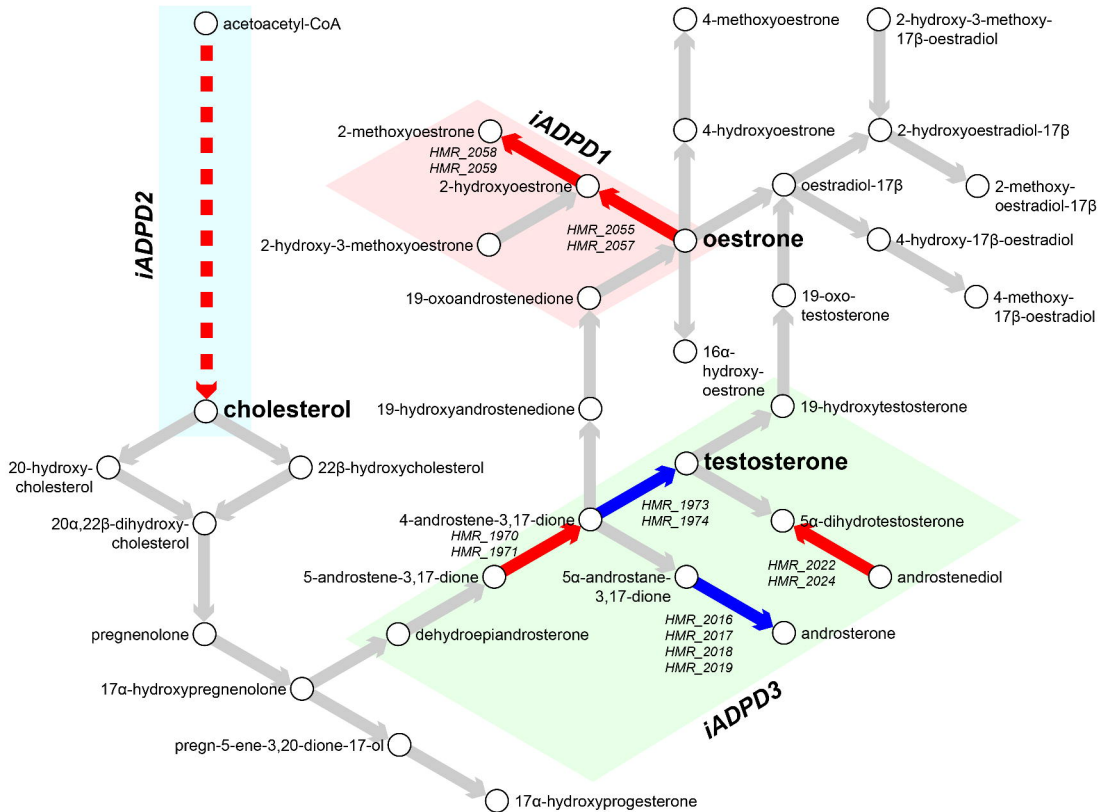 acetoacetyl-CoA
4-methoxyoestrone
2-hydroxy-3-methoxy-
17β-oestradiol
iADPD2
iADPD1
2-methoxyoestrone
HMR_2058
HMR_2059
4-hydroxyoestrone
2-hydroxyoestradiol-17β
2-hydroxyoestrone
oestradiol-17β
2-methoxy-
oestradiol-17β
2-hydroxy-3-methoxyoestrone
HMR_2055
HMR_2057
oestrone
4-hydroxy-17β-oestradiol
19-oxoandrostenedione
19-oxo-
testosterone
4-methoxy-
17β-oestradiol
16α-
hydroxy-
oestrone
cholesterol
19-hydroxyandrostenedione
19-hydroxytestosterone
20-hydroxy-
cholesterol
22β-hydroxycholesterol
testosterone
20α,22β-dihydroxy-
cholesterol
4-androstene-3,17-dione
HMR_1970
HMR_1971
HMR_1973
HMR_1974
5α-dihydrotestosterone
5-androstene-3,17-dione
5α-androstane-
3,17-dione
HMR_2022
HMR_2024
androstenediol
pregnenolone
dehydroepiandrosterone
HMR_2016
HMR_2017
HMR_2018
HMR_2019
androsterone
17α-hydroxypregnenolone
iADPD3
pregn-5-ene-3,20-dione-17-ol
17α-hydroxyprogesterone